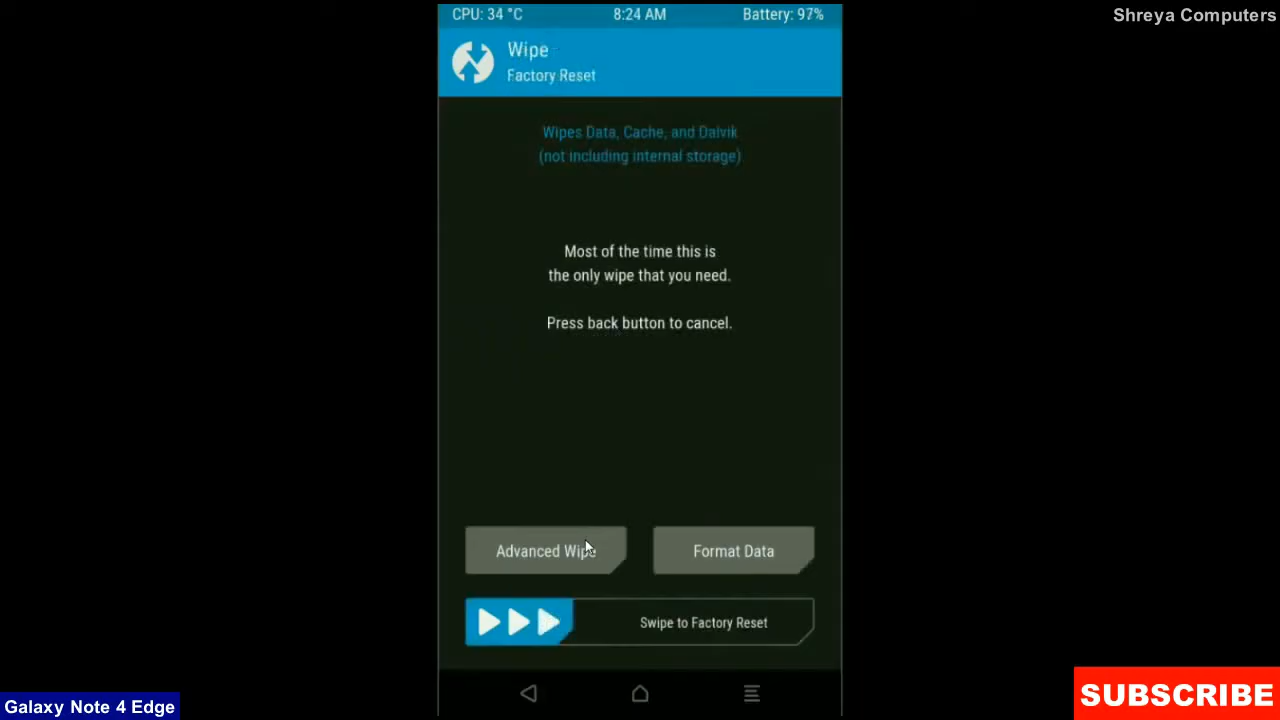 CPU: 34 °C 8:24 AM Battery: 97%
Shreya Computers
Wipe
Factory Reset
Wipes Data, Cache, and Dalvik
(not including internal storage)
Most of the time this is
the only wipe that you need.
Press back button to cancel.
Advanced Wipe Format Data
Swipe to Factory Reset
Galaxy Note 4 Edge
SUBSCRIBE